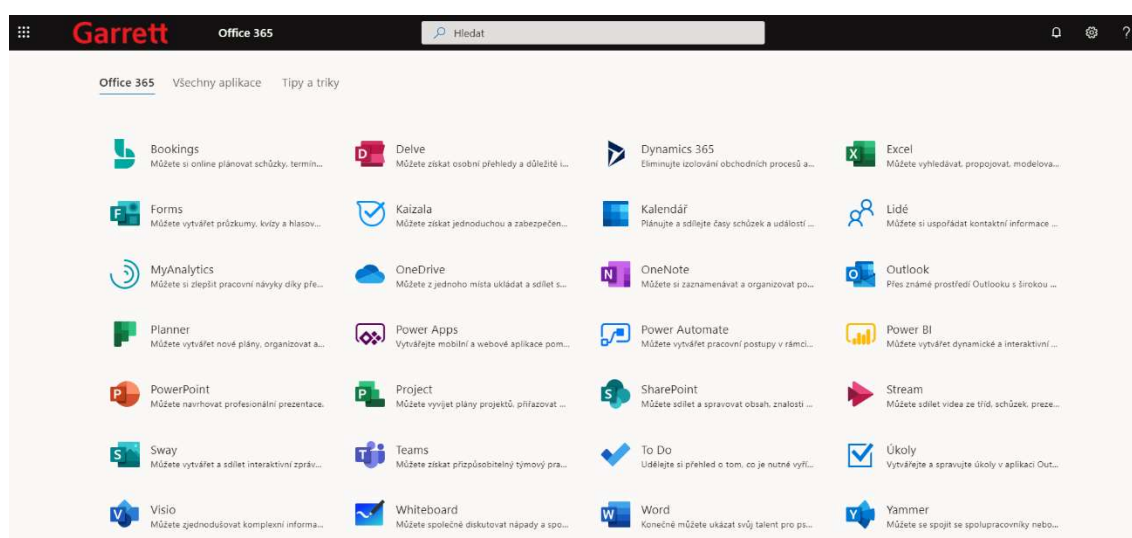 Garrett Office 365 Hledat
Office 365 Všechny aplikace Tipy a triky
Bookings
Můžete si online plánovat schůzky, termín...
Delve
Můžete získat osobní přehledy a důležité i...
Dynamics 365
Eliminujte izolování obchodních procesů a...
Excel
Můžete vyhledávat, propojovat, modelova...
Forms
Můžete vytvářet průzkumy, kvízy a hlasov...
Kaizala
Můžete získat jednoduchou a zabezpečen...
Kalendář
Plánujte a sdílejte časy schůzek a událostí ...
Lidé
Můžete si uspořádat kontaktní informace ...
MyAnalytics
Můžete si zlepšit pracovní návyky díky pře...
OneDrive
Můžete z jednoho místa ukládat a sdílet s...
OneNote
Můžete si zaznamenávat a organizovat po...
Outlook
Přes známé prostředí Outlooku s širokou ...
Planner
Můžete vytvářet nové plány, organizovat a...
Power Apps
Vytvářejte mobilní a webové aplikace pom...
Power Automate
Můžete vytvářet pracovní postupy v rámci...
Power BI
Můžete vytvářet dynamické a interaktivní ...
PowerPoint
Můžete navrhovat profesionální prezentace.
Project
Můžete vyvíjet plány projektů, přiřazovat ...
SharePoint
Můžete sdílet a spravovat obsah, znalosti ...
Stream
Můžete sdílet videa ze tříd, schůzek, preze...
Sway
Můžete vytvářet a sdílet interaktivní zpráv...
Teams
Můžete získat přizpůsobitelný týmový pra...
To Do
Udělejte si přehled o tom, co je nutné vyří...
Úkoly
Vytvářejte a spravujte úkoly v aplikaci Out...
Visio
Můžete zjednodušovat komplexní informa...
Whiteboard
Můžete společně diskutovat nápady a spo...
Word
Konečně můžete ukázat svůj talent pro ps...
Yammer
Můžete se spojit se spolupracovníky nebo...